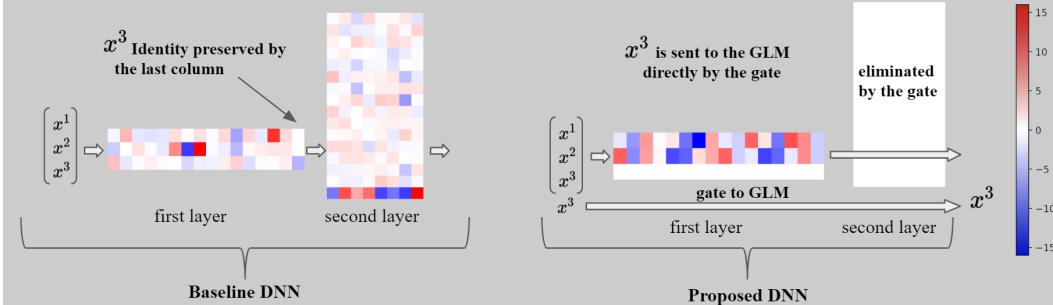 x³ Identity preserved by
the last column
x¹
x²
x³
first layer
second layer
Baseline DNN
x³ is sent to the GLM
directly by the gate
eliminated
by the gate
x¹
x²
x³
gate to GLM
x³
x³
first layer
second layer
Proposed DNN
15
10
5
0
−5
−10
−15